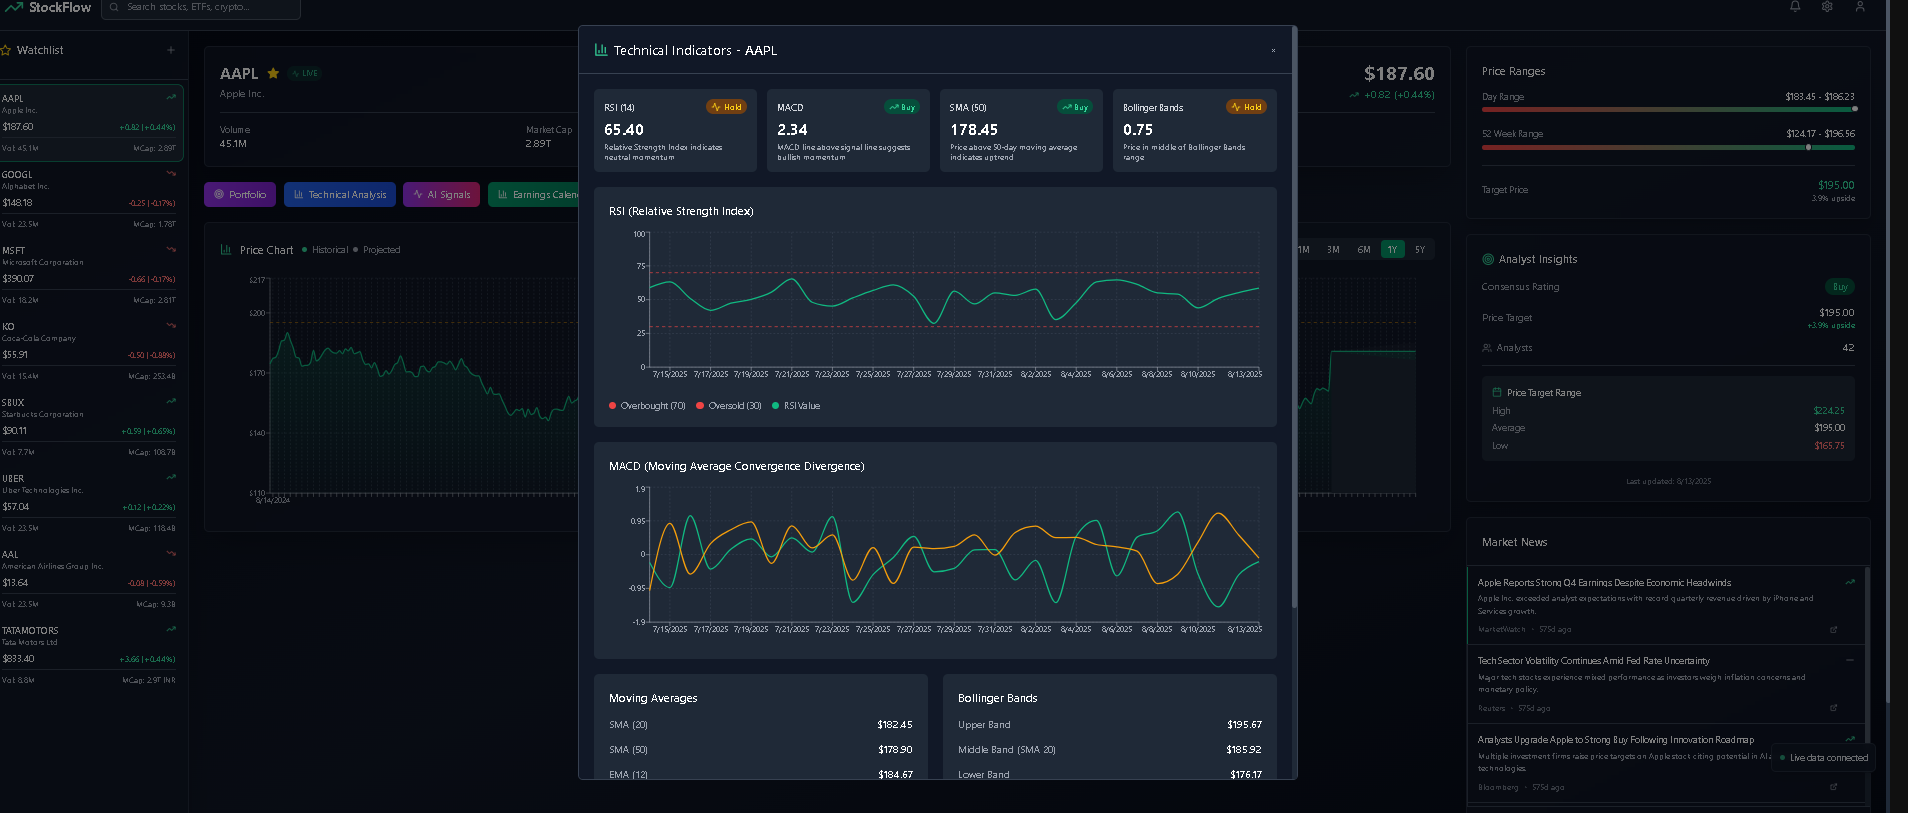 StockFlow
Search stocks, ETFs, crypto...
Watchlist
AAPL
Apple Inc.
$187.60 +0.82 (+0.44%)
Vol: 45.1M MCap: 2.89T
GOOGL
Alphabet Inc.
$148.18 -0.25 (-0.17%)
Vol: 23.5M MCap: 1.78T
MSFT
Microsoft Corporation
$390.07 -0.66 (-0.17%)
Vol: 18.2M MCap: 2.81T
KO
Coca-Cola Company
$55.91 -0.50 (-0.88%)
Vol: 15.4M MCap: 253.4B
SBUX
Starbucks Corporation
$90.11 +0.59 (+0.65%)
Vol: 7.7M MCap: 108.7B
UBER
Uber Technologies Inc.
$57.04 +0.12 (+0.22%)
Vol: 23.5M MCap: 118.4B
AAL
American Airlines Group Inc.
$13.64 -0.08 (-0.59%)
Vol: 23.5M MCap: 9.3B
TATAMOTORS
Tata Motors Ltd
$833.40 +3.66 (+0.44%)
Vol: 8.8M MCap: 2.9T INR
AAPL LIVE
Apple Inc.
$187.60
+0.82 (+0.44%)
Volume Market Cap
45.1M 2.89T
Portfolio Technical Analysis AI Signals Earnings Calen
Price Chart Historical Projected
1M 3M 6M 1Y 5Y
$217
$200
$170
$140
$110
8/14/2024
Technical Indicators - AAPL ×
RSI (14) Hold
65.40
Relative Strength Index indicates
neutral momentum
MACD Buy
2.34
MACD line above signal line suggests
bullish momentum
SMA (50) Buy
178.45
Price above 50-day moving average
indicates uptrend
Bollinger Bands Hold
0.75
Price in middle of Bollinger Bands
range
RSI (Relative Strength Index)
100
75
50
25
0
7/15/2025 7/17/2025 7/19/2025 7/21/2025 7/23/2025 7/25/2025 7/27/2025 7/29/2025 7/31/2025 8/2/2025 8/4/2025 8/6/2025 8/8/2025 8/10/2025 8/13/2025
Overbought (70) Oversold (30) RSI Value
MACD (Moving Average Convergence Divergence)
1.9
0.95
0
-0.95
-1.9
7/15/2025 7/17/2025 7/19/2025 7/21/2025 7/23/2025 7/25/2025 7/27/2025 7/29/2025 7/31/2025 8/2/2025 8/4/2025 8/6/2025 8/8/2025 8/10/2025 8/13/2025
Moving Averages
SMA (20) $182.45
SMA (50) $178.90
EMA (12) $184.67
Bollinger Bands
Upper Band $195.67
Middle Band (SMA 20) $185.92
Lower Band $176.17
Price Ranges
Day Range $183.45 - $186.23
52 Week Range $124.17 - $196.56
Target Price $195.00
3.9% upside
Analyst Insights
Consensus Rating Buy
Price Target $195.00
+3.9% upside
Analysts 42
Price Target Range
High $224.25
Average $195.00
Low $165.75
Last updated: 8/13/2025
Market News
Apple Reports Strong Q4 Earnings Despite Economic Headwinds
Apple Inc. exceeded analyst expectations with record quarterly revenue driven by iPhone and
Services growth.
MarketWatch • 575d ago
Tech Sector Volatility Continues Amid Fed Rate Uncertainty
Major tech stocks experience mixed performance as investors weigh inflation concerns and
monetary policy.
Reuters • 575d ago
Analysts Upgrade Apple to Strong Buy Following Innovation Roadmap
Multiple investment firms raise price targets on Apple stock citing potential in AI a
technologies.
Bloomberg • 575d ago
Live data connected